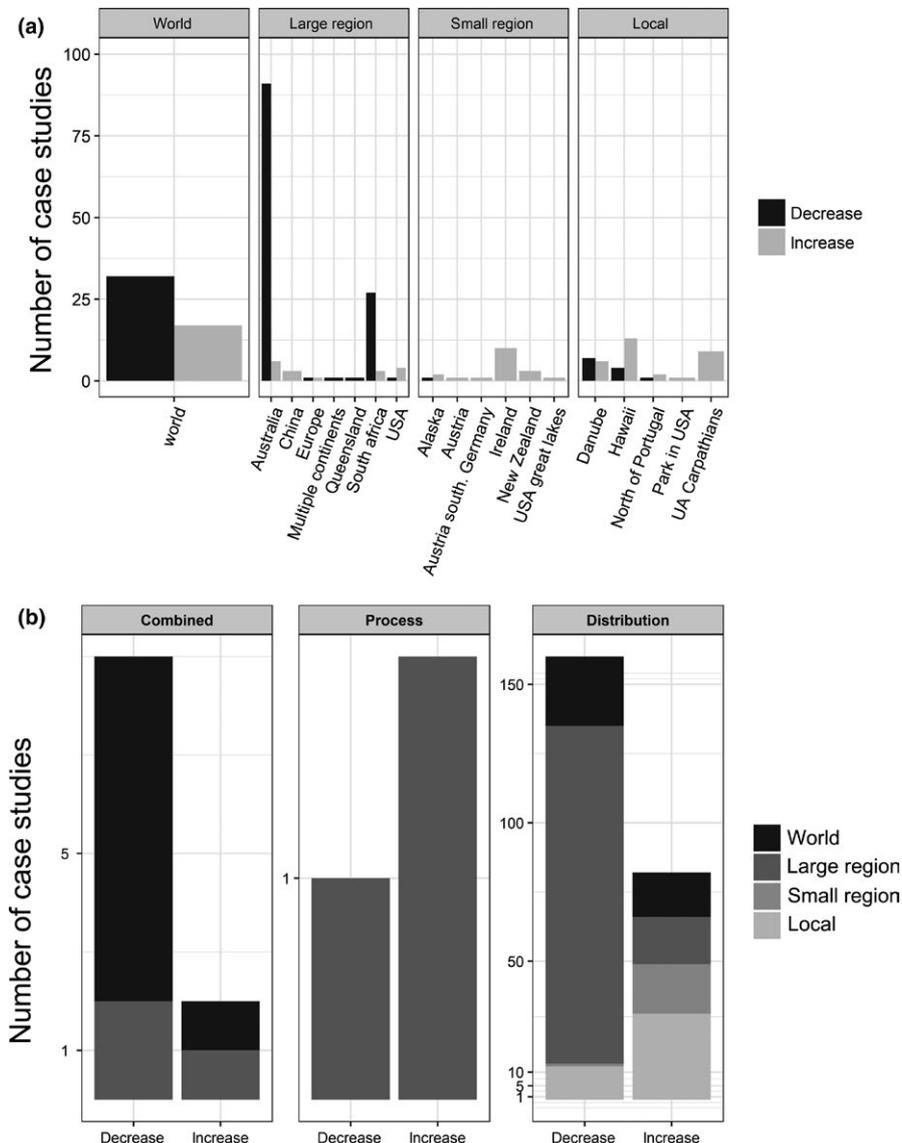 (a)
World
Large region
Small region
Local
Number of case studies
100
75
50
25
0
world
Australia
China
Europe
Multiple continents
Queensland
South africa
USA
Alaska
Austria
Austria south. Germany
Ireland
New Zealand
USA great lakes
Danube
Hawaii
North of Portugal
Park in USA
UA Carpathians
Decrease
Increase
(b)
Combined
Process
Distribution
Number of case studies
5
1
1
150
100
50
10
5
1
Decrease
Increase
Decrease
Increase
Decrease
Increase
World
Large region
Small region
Local